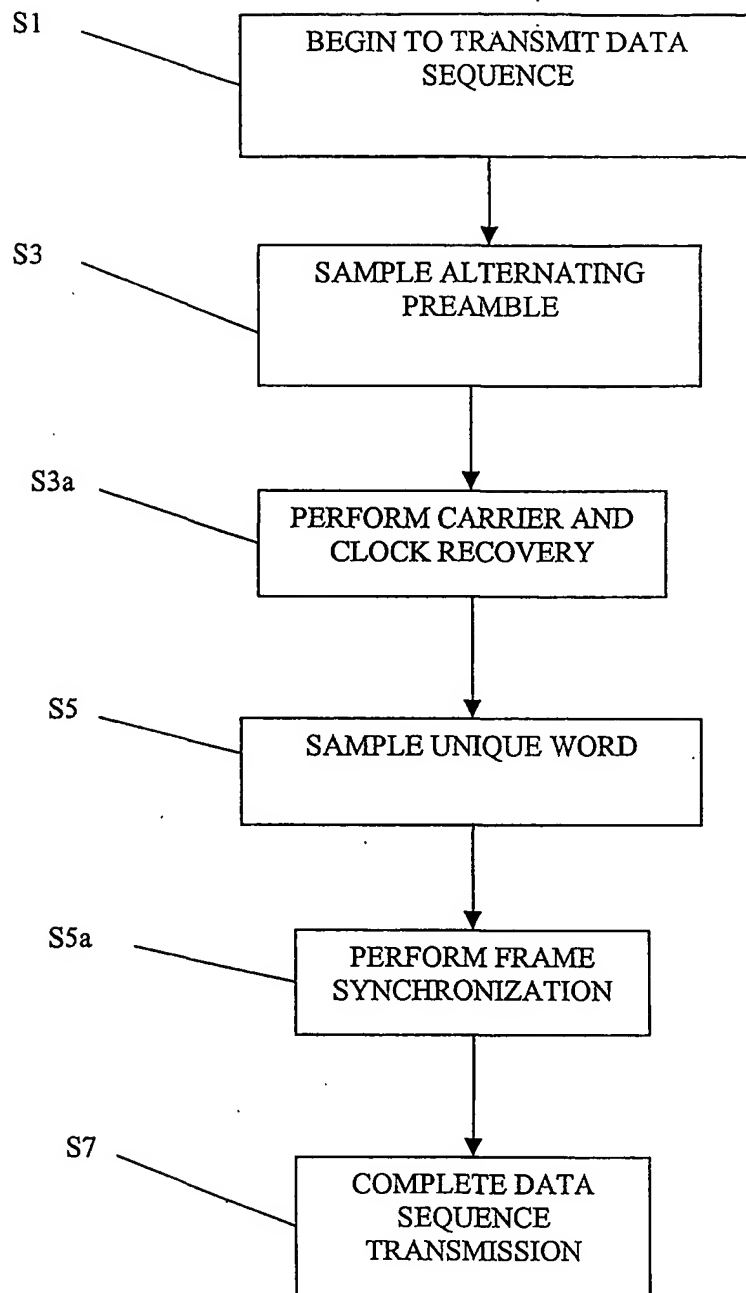 S1
BEGIN TO TRANSMIT DATA
SEQUENCE
S3
SAMPLE ALTERNATING
PREAMBLE
S3a
PERFORM CARRIER AND
CLOCK RECOVERY
S5
SAMPLE UNIQUE WORD
S5a
PERFORM FRAME
SYNCHRONIZATION
S7
COMPLETE DATA
SEQUENCE
TRANSMISSION